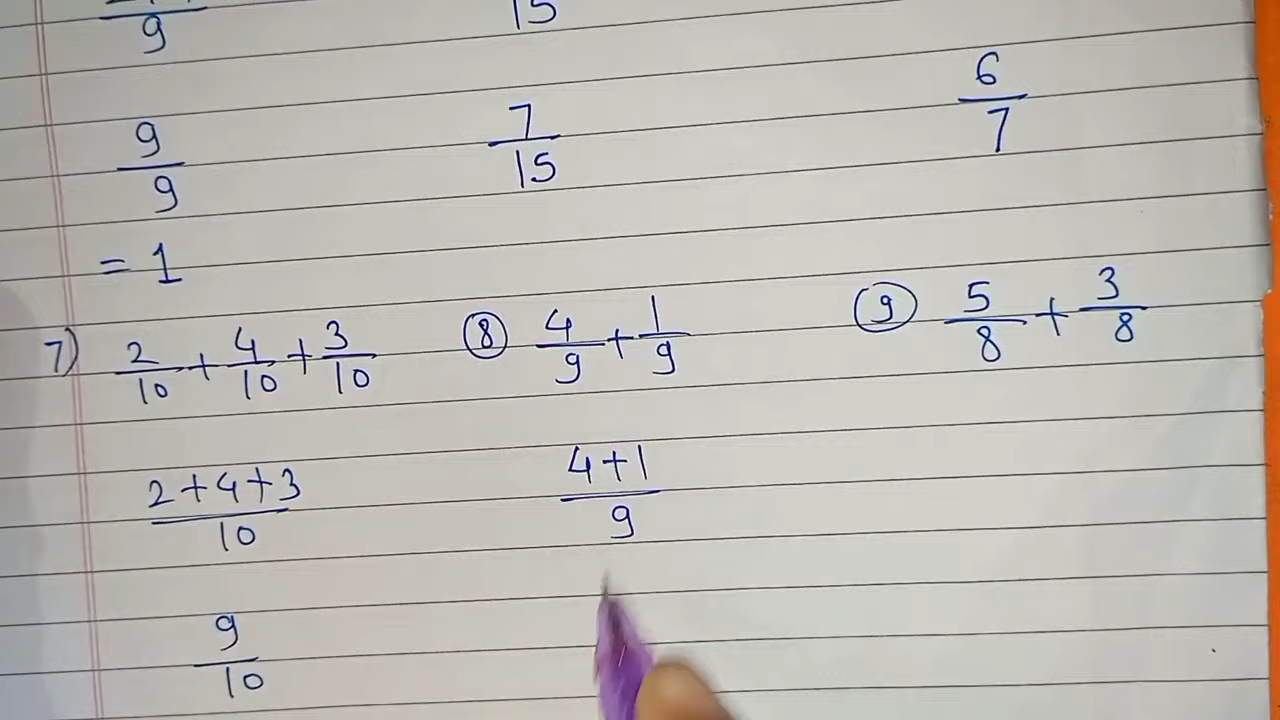 9 15
9/9 7/15 6/7
= 1
7) 2/10 + 4/10 + 3/10 ⑧ 4/9 + 1/9 ⑨ 5/8 + 3/8
2+4+3/10 4+1/9
9/10